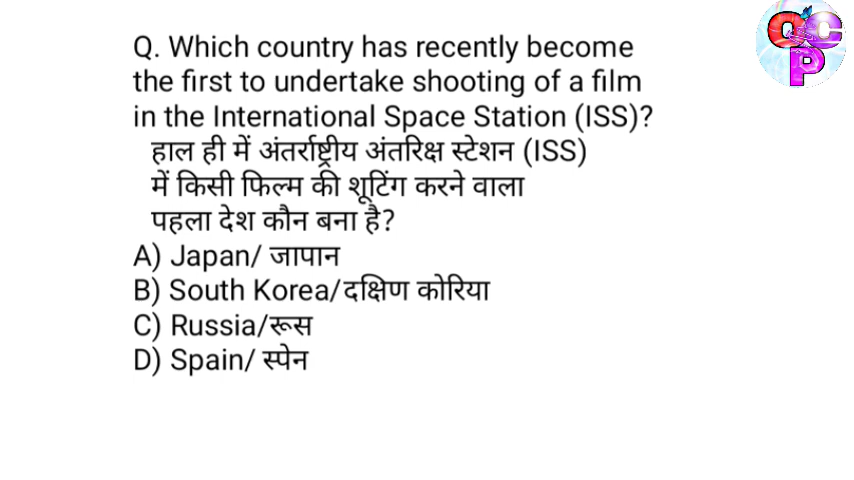 Q. Which country has recently become
the first to undertake shooting of a film
in the International Space Station (ISS)?
हाल ही में अंतर्राष्ट्रीय अंतरिक्ष स्टेशन (ISS)
में किसी फिल्म की शूटिंग करने वाला
पहला देश कौन बना है?
A) Japan/ जापान
B) South Korea/दक्षिण कोरिया
C) Russia/रूस
D) Spain/ स्पेन
QCP